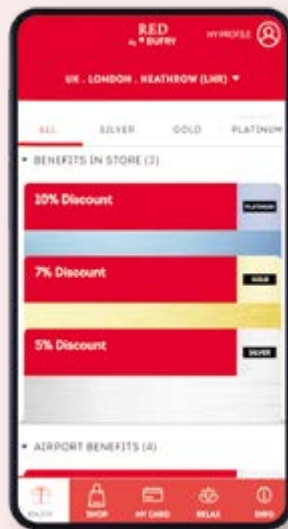 RED
by DUFRY
MY PROFILE
UK . LONDON . HEATHROW (LHR)
ALL SILVER GOLD PLATINUM
BENEFITS IN STORE (3)
10% Discount
PLATINUM
7% Discount
GOLD
5% Discount
SILVER
AIRPORT BENEFITS (4)
ENJOY SHOP MY CARD RELAX INFO